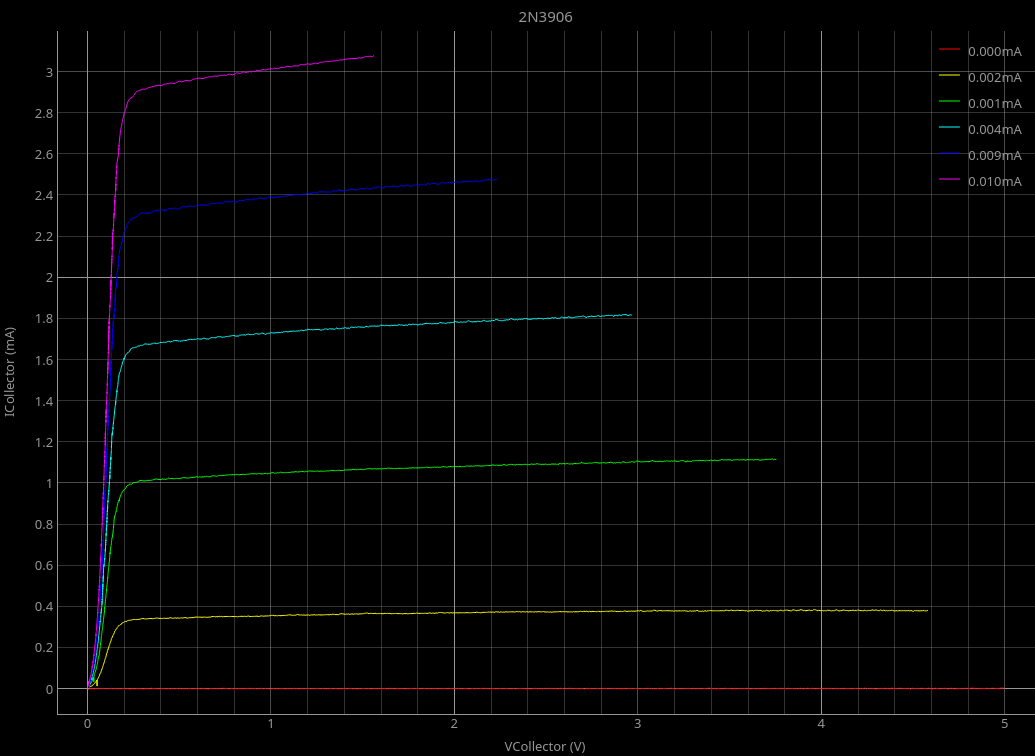 2N3906
0.000mA
0.002mA
0.001mA
0.004mA
0.009mA
0.010mA
3
2.8
2.6
2.4
2.2
2
1.8
1.6
1.4
1.2
1
0.8
0.6
0.4
0.2
0
ICollector (mA)
0 1 2 3 4 5
VCollector (V)